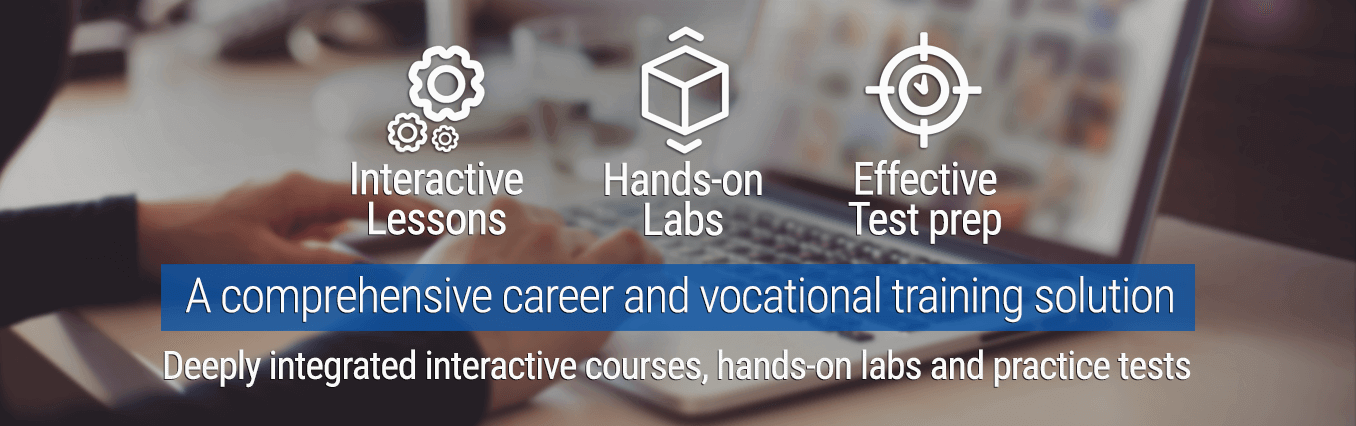 Interactive
Lessons
Hands-on
Labs
Effective
Test prep
A comprehensive career and vocational training solution
Deeply integrated interactive courses, hands-on labs and practice tests